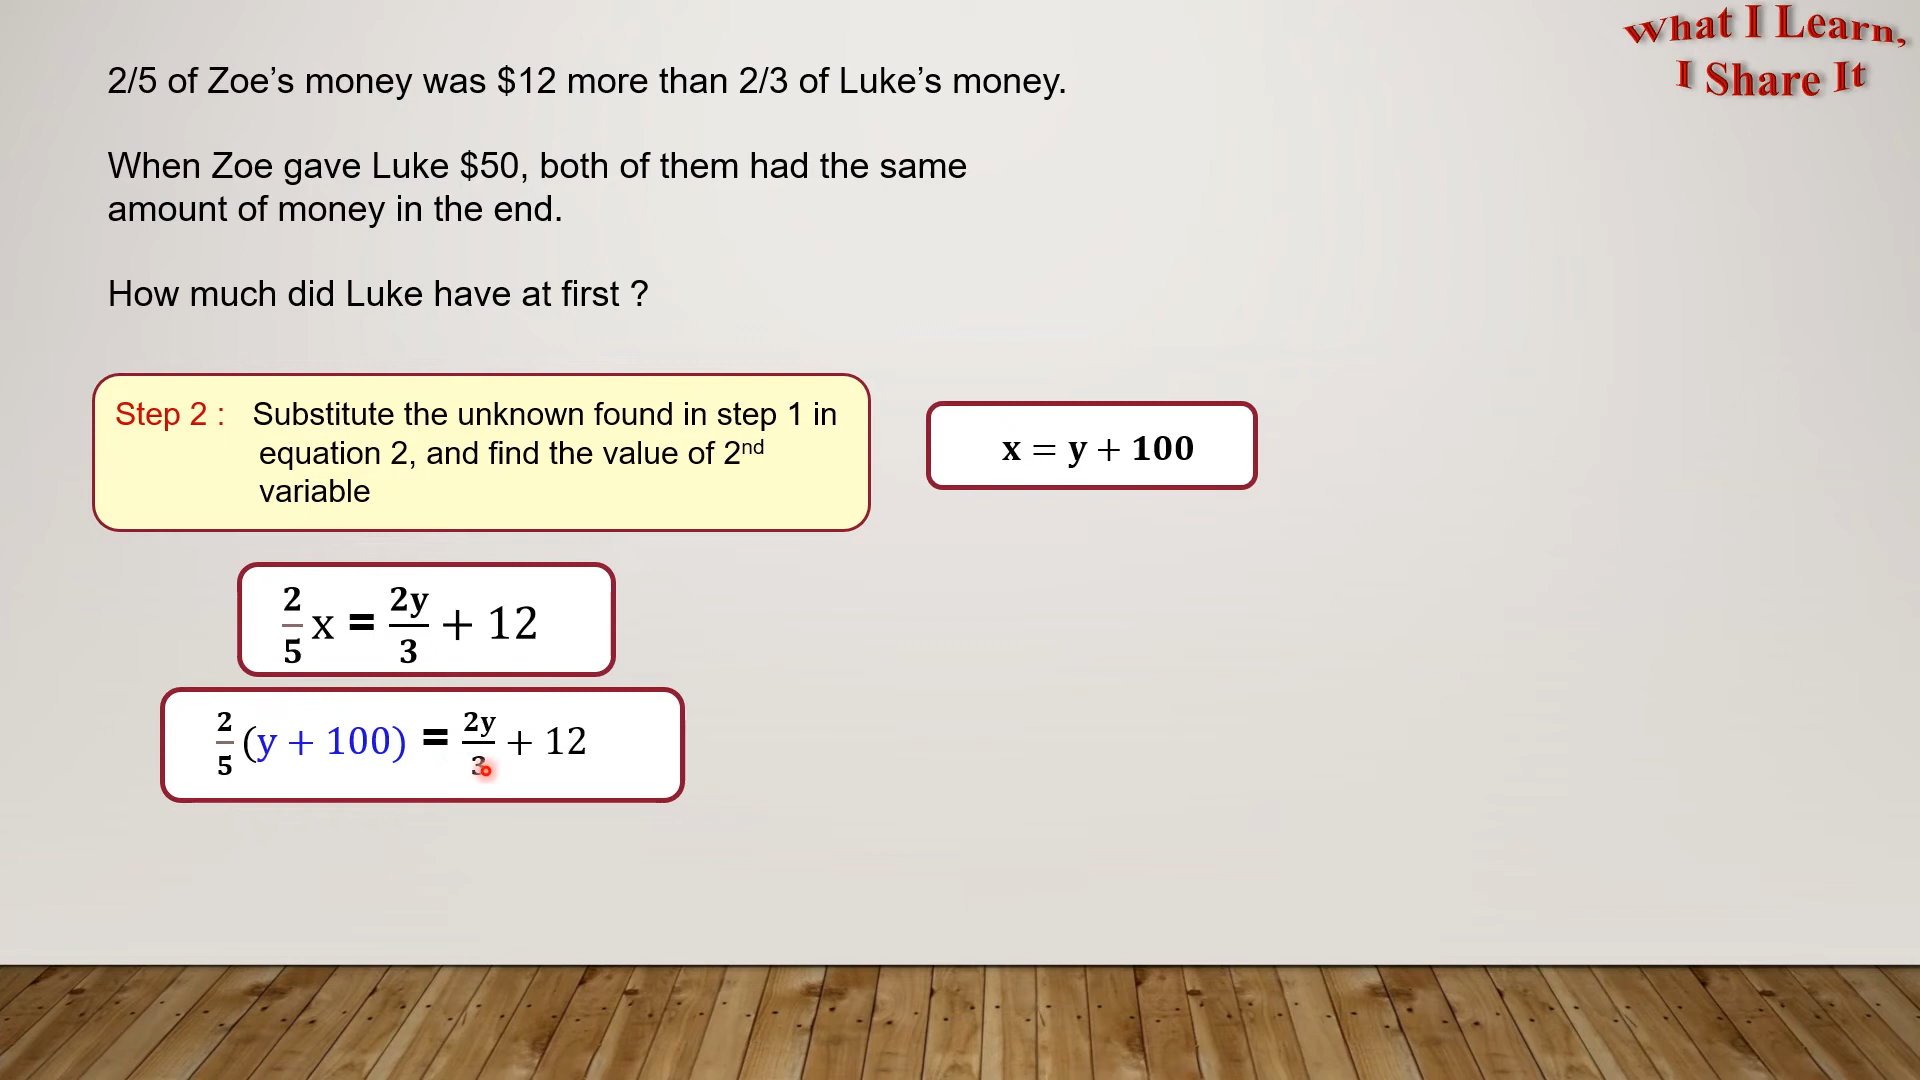 What I Learn,
I Share It
2/5 of Zoe's money was $12 more than 2/3 of Luke's money.
When Zoe gave Luke $50, both of them had the same
amount of money in the end.
How much did Luke have at first ?
Step 2 : Substitute the unknown found in step 1 in
equation 2, and find the value of 2nd
variable
x = y + 100
2/5 x = 2y/3 + 12
2/5 (y + 100) = 2y/3 + 12